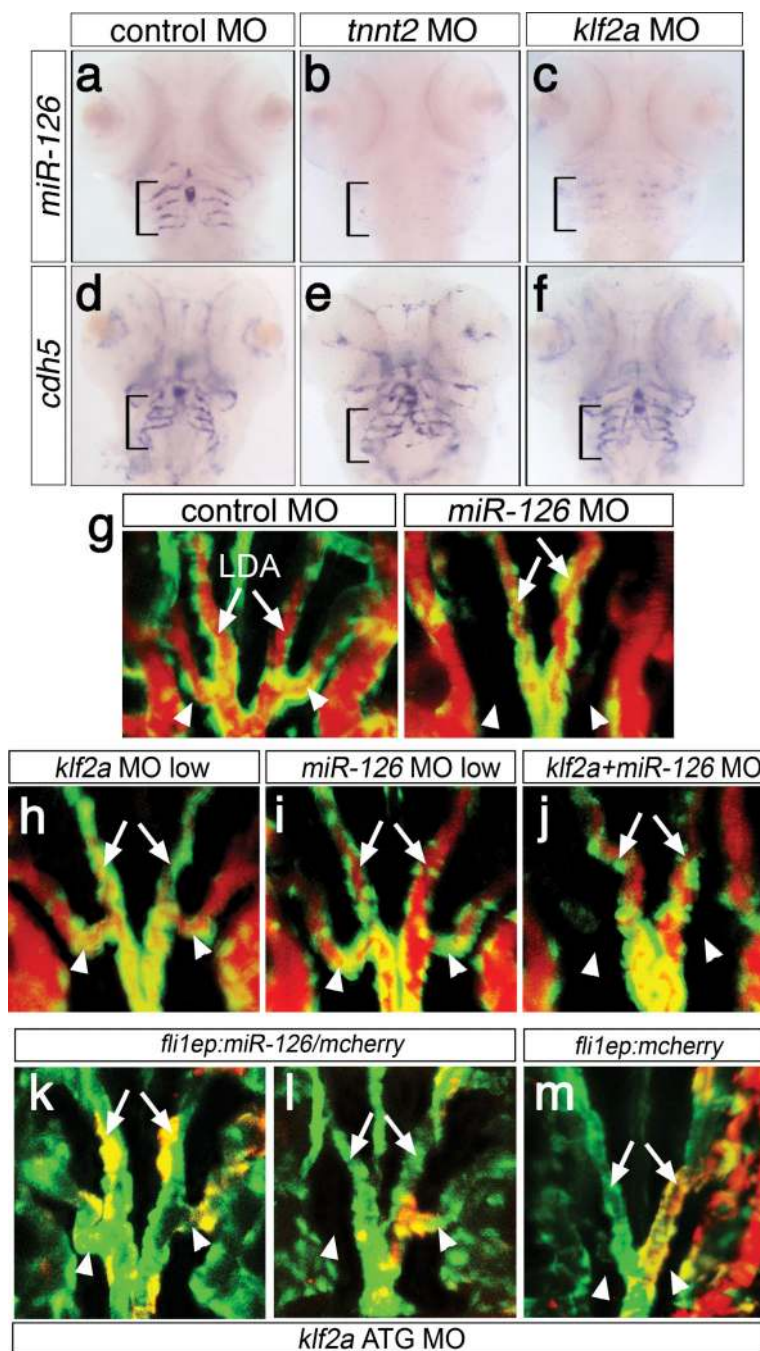 control MO tnnt2 MO klf2a MO
miR-126
a b c
cdh5
d e f
g
control MO miR-126 MO
LDA
klf2a MO low miR-126 MO low klf2a+miR-126 MO
h i j
fli1ep:miR-126/mcherry fli1ep:mcherry
k l m
klf2a ATG MO